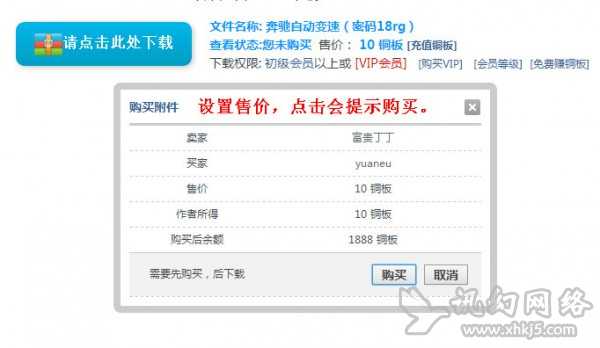 请点击此处下载
文件名称: 奔驰自动变速（密码18rg）
查看状态:您未购买 售价： 10 铜板 [充值铜板]
下载权限: 初级会员以上或 [VIP会员] [购买VIP] [会员等级] [免费赚铜板]
购买附件 设置售价，点击会提示购买。
卖家 富贵丁丁
买家 yuaneu
售价 10 铜板
作者所得 10 铜板
购买后余额 1888 铜板
需要先购买，后下载 购买 取消
讯幻网络
www.xhkj5.com